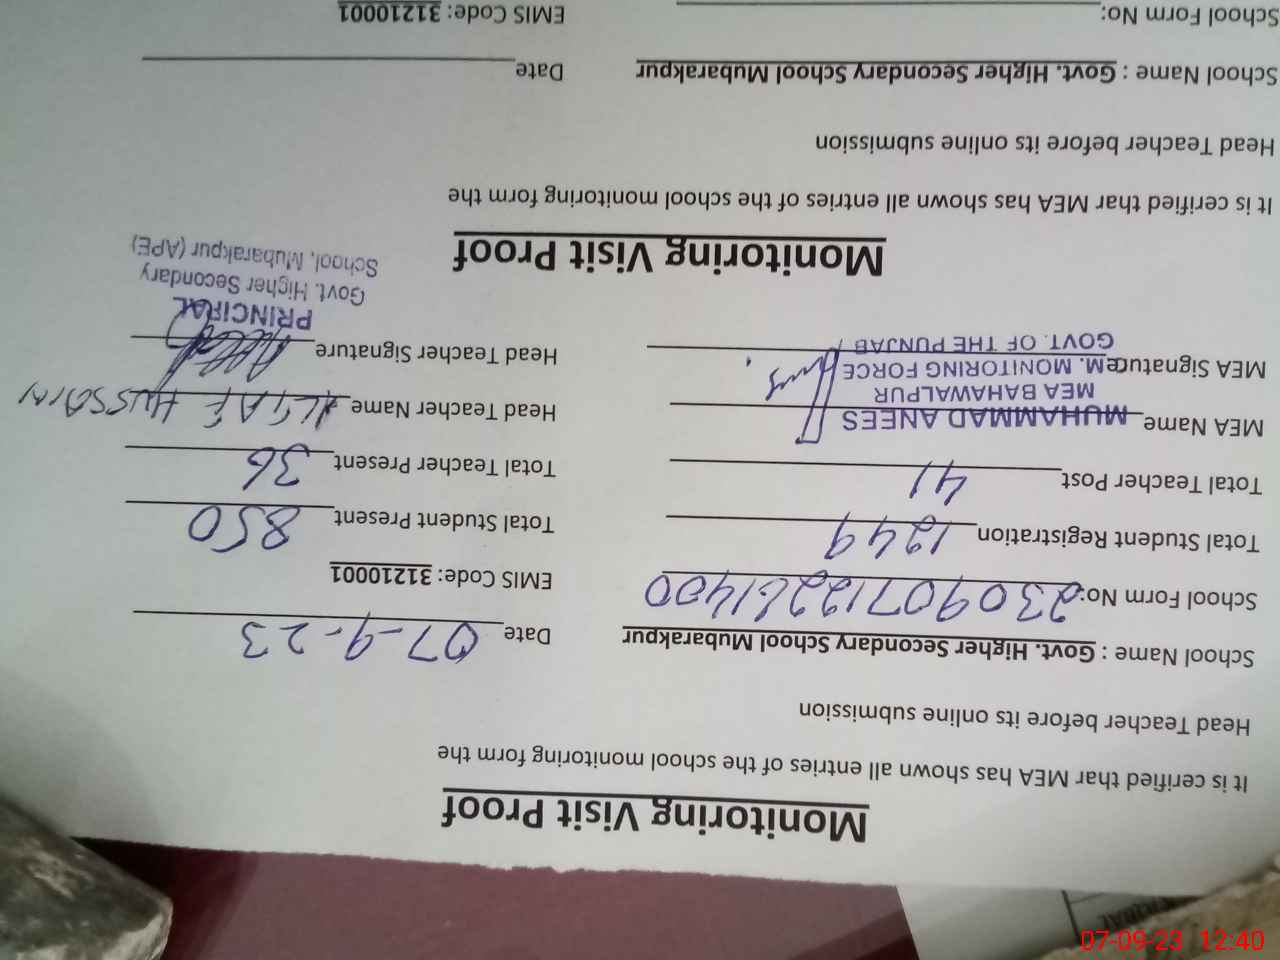 Monitoring Visit Proof
It is cerified thar MEA has shown all entries of the school monitoring form the
Head Teacher before its online submission
School Name : Govt. Higher Secondary School Mubarakpur Date 07-9-23
School Form No: 23090712261400 EMIS Code: 31210001
Total Student Registration 1249 Total Student Present 850
Total Teacher Post 41 Total Teacher Present 36
MEA Name MUHAMMAD ANEES Head Teacher Name ALTAF HUSSAIN
MEA BAHAWALPUR
MEA Signature M. MONITORING FORCE Head Teacher Signature
GOVT. OF THE PUNJAB
PRINCIPAL
Govt. Higher Secondary
School, Mubarakpur (APE)
Monitoring Visit Proof
It is cerified thar MEA has shown all entries of the school monitoring form the
Head Teacher before its online submission
School Name : Govt. Higher Secondary School Mubarakpur Date
School Form No: EMIS Code: 31210001
07-09-23 12:40